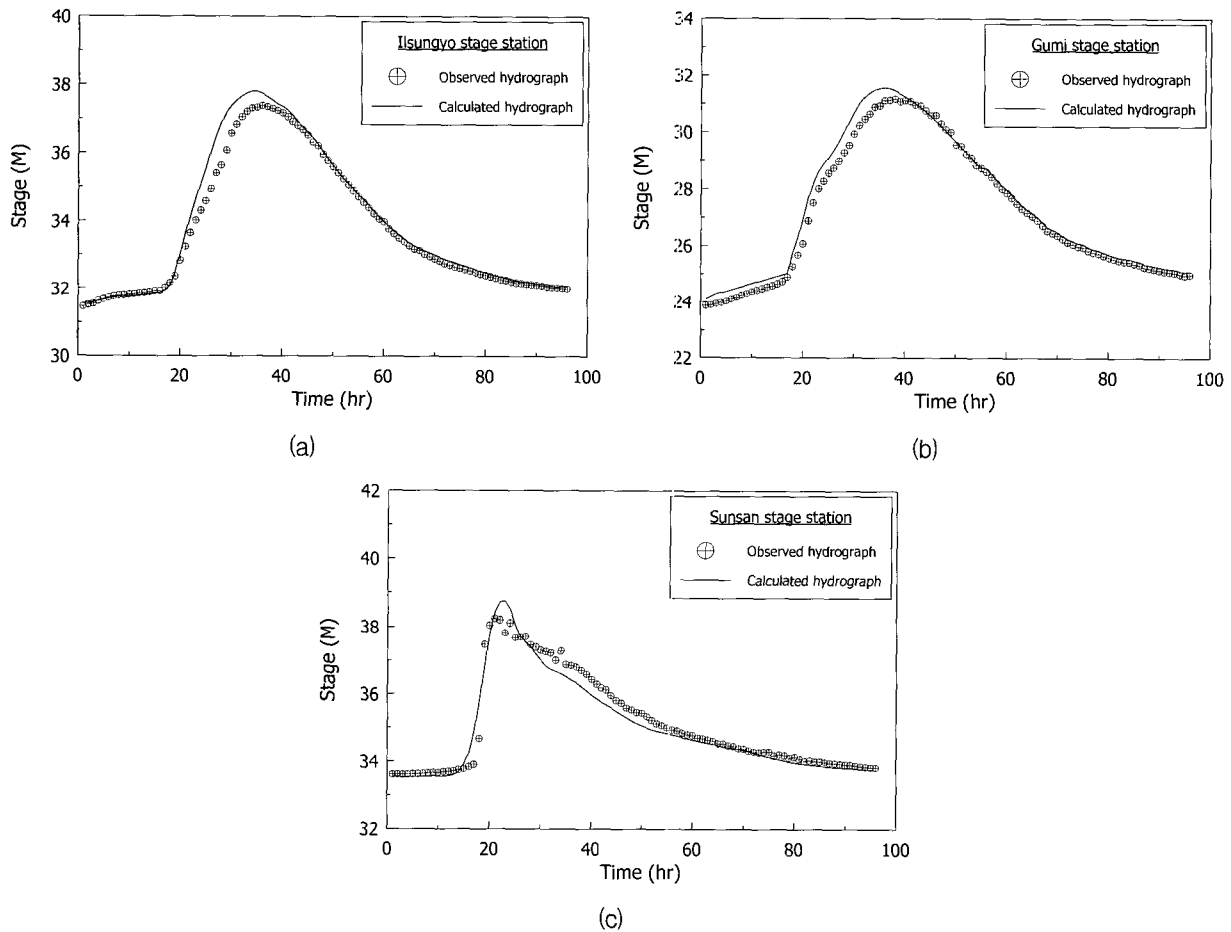 40
38
36
34
32
30
Stage (M)
Ilsungyo stage station
Observed hydrograph
Calculated hydrograph
0 20 40 60 80 100
Time (hr)
(a)
34
32
30
28
26
24
22
Stage (M)
Gumi stage station
Observed hydrograph
Calculated hydrograph
0 20 40 60 80 100
Time (hr)
(b)
42
40
38
36
34
32
Stage (M)
Sunsan stage station
Observed hydrograph
Calculated hydrograph
0 20 40 60 80 100
Time (hr)
(c)